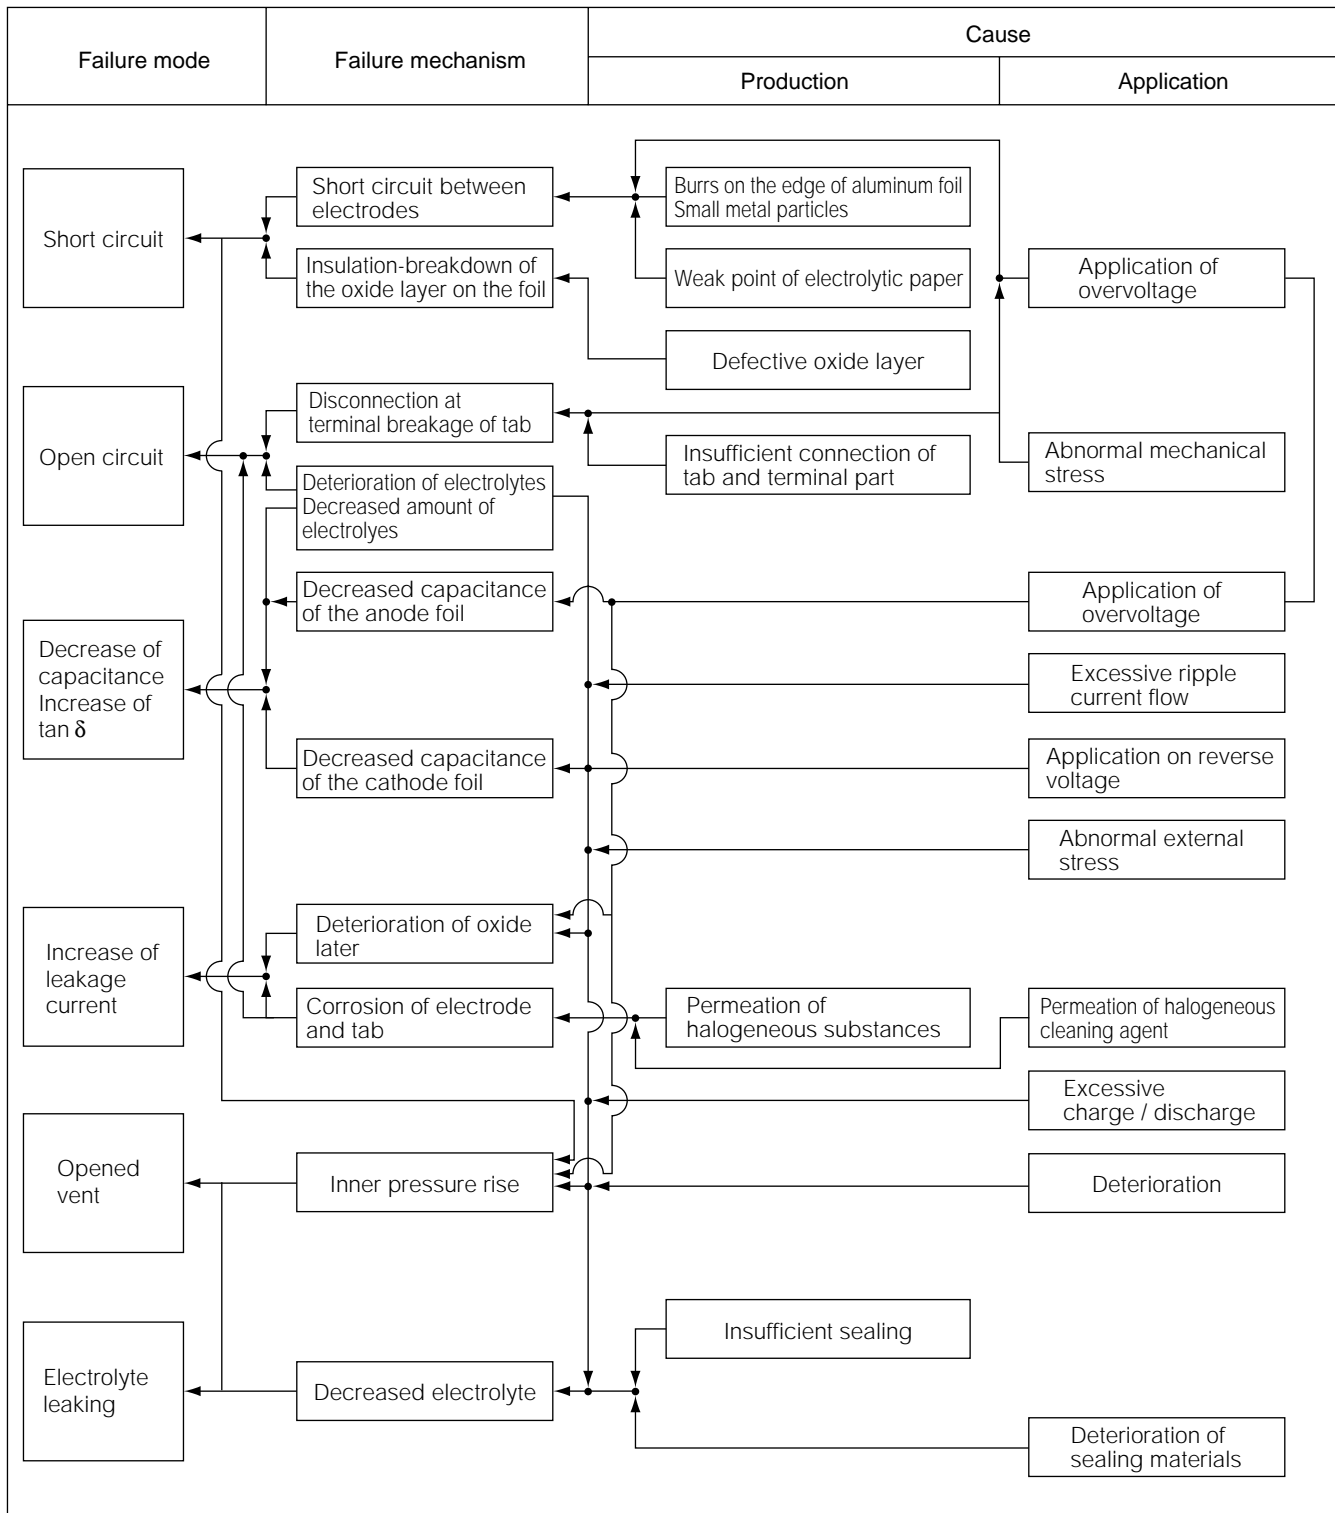 Failure mode
Failure mechanism
Cause
Production
Application
Short circuit
Short circuit between
electrodes
Insulation-breakdown of
the oxide layer on the foil
Burrs on the edge of aluminum foil
Small metal particles
Weak point of electrolytic paper
Defective oxide layer
Application of
overvoltage
Open circuit
Disconnection at
terminal breakage of tab
Deterioration of electrolytes
Decreased amount of
electrolyes
Insufficient connection of
tab and terminal part
Abnormal mechanical
stress
Decrease of
capacitance
Increase of
tan δ
Decreased capacitance
of the anode foil
Decreased capacitance
of the cathode foil
Application of
overvoltage
Excessive ripple
current flow
Application on reverse
voltage
Abnormal external
stress
Increase of
leakage
current
Deterioration of oxide
later
Corrosion of electrode
and tab
Permeation of
halogeneous substances
Permeation of halogeneous
cleaning agent
Excessive
charge / discharge
Opened
vent
Inner pressure rise
Deterioration
Electrolyte
leaking
Decreased electrolyte
Insufficient sealing
Deterioration of
sealing materials